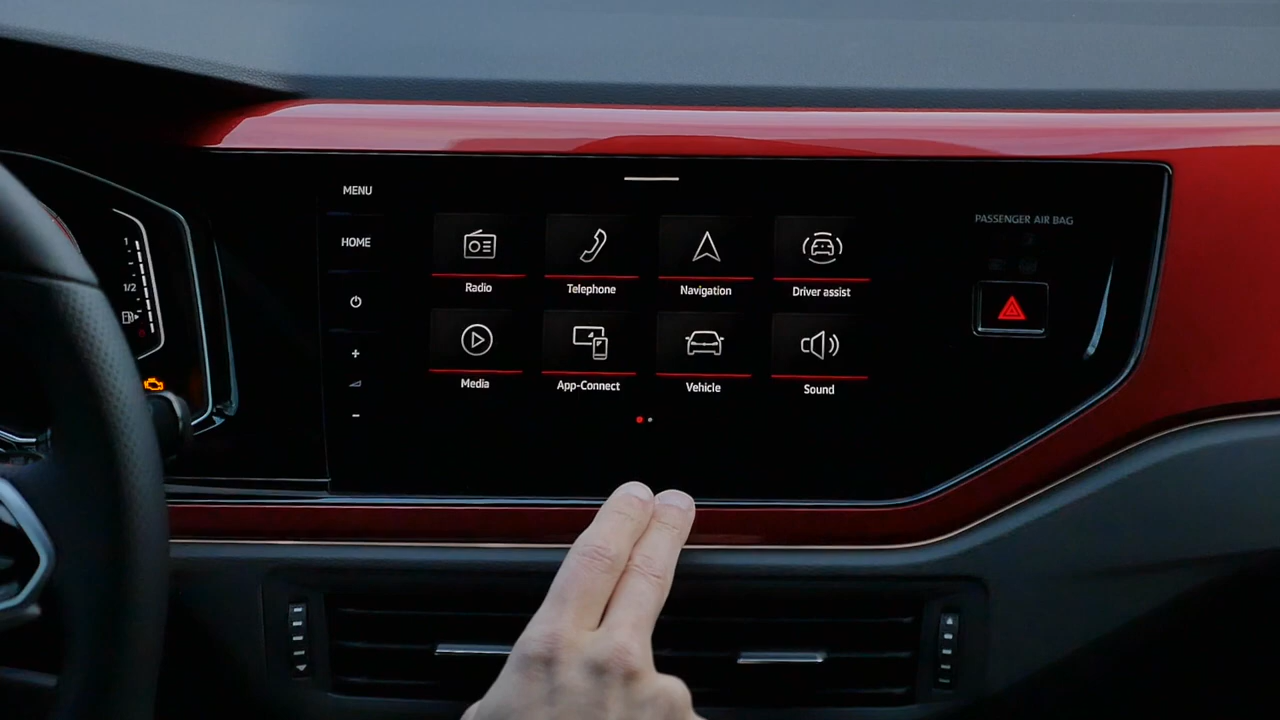 MENU
HOME
PASSENGER AIR BAG
Radio
Telephone
Navigation
Driver assist
Media
App-Connect
Vehicle
Sound
1
1/2
+
-